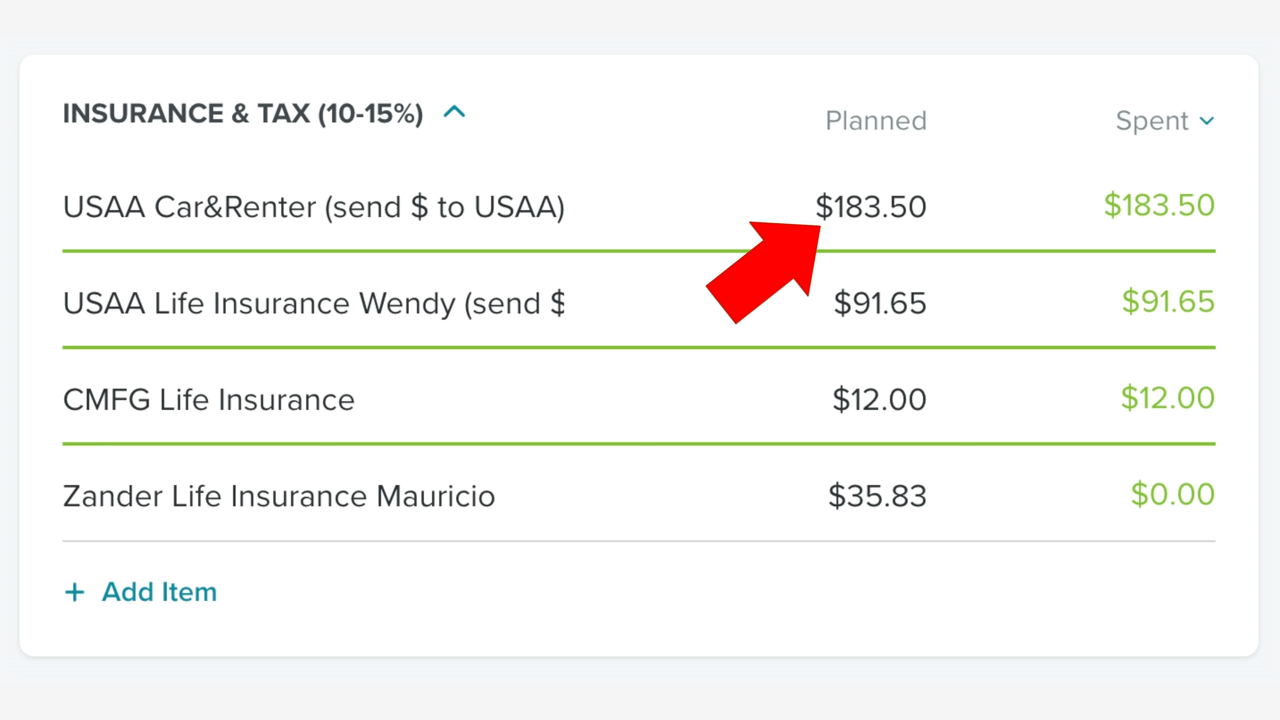 INSURANCE & TAX (10-15%) Planned Spent
USAA Car&Renter (send $ to USAA) $183.50 $183.50
USAA Life Insurance Wendy (send $ $91.65 $91.65
CMFG Life Insurance $12.00 $12.00
Zander Life Insurance Mauricio $35.83 $0.00
+ Add Item